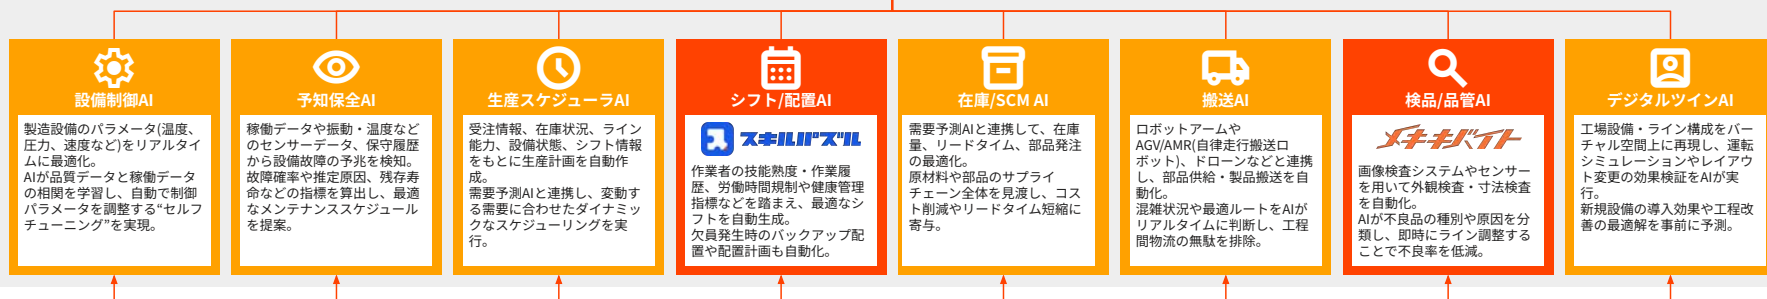 設備制御AI
製造設備のパラメータ(温度、
圧力、速度など)をリアルタイ
ムに最適化。
AIが品質データと稼働データ
の相関を学習し、自動で制御
パラメータを調整する“セルフ
チューニング”を実現。
予知保全AI
稼働データや振動・温度など
のセンサーデータ、保守履歴
から設備故障の予兆を検知。
故障確率や推定原因、残存寿
命などの指標を算出し、最適
なメンテナンススケジュール
を提案。
生産スケジューラAI
受注情報、在庫状況、ライン
能力、設備状態、シフト情報
をもとに生産計画を自動作
成。
需要予測AIと連携し、変動す
る需要に合わせたダイナミッ
クなスケジューリングを実
行。
シフト/配置AI
スキルパズル
作業者の技能熟度・作業履
歴、労働時間規制や健康管理
指標などを踏まえ、最適なシ
フトを自動生成。
欠員発生時のバックアップ配
置や配置計画も自動化。
在庫/SCM AI
需要予測AIと連携して、在庫
量、リードタイム、部品発注
の最適化。
原材料や部品のサプライ
チェーン全体を見渡し、コス
ト削減やリードタイム短縮に
寄与。
搬送AI
ロボットアームや
AGV/AMR(自律走行搬送ロ
ボット)、ドローンなどと連携
し、部品供給・製品搬送を自
動化。
混雑状況や最適ルートをAIが
リアルタイムに判断し、工程
間物流の無駄を排除。
検品/品管AI
メキキバイト
画像検査システムやセンサー
を用いて外観検査・寸法検査
を自動化。
AIが不良品の種別や原因を分
類し、即時にライン調整する
ことで不良率を低減。
デジタルツインAI
工場設備・ライン構成をバー
チャル空間上に再現し、運転
シミュレーションやレイアウ
ト変更の効果検証をAIが実
行。
新規設備の導入効果や工程改
善の最適解を事前に予測。